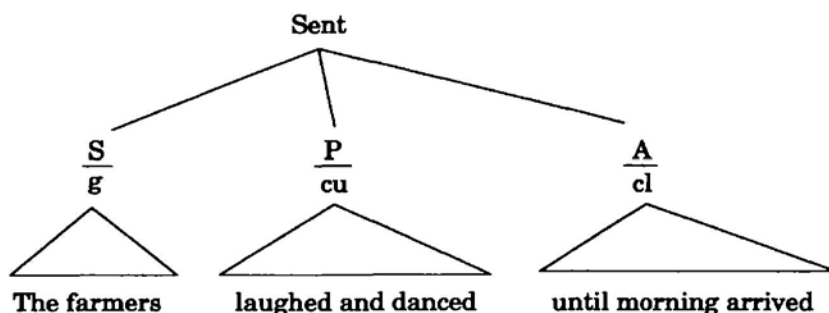 Sent
S P A
g cu cl
The farmers laughed and danced until morning arrived